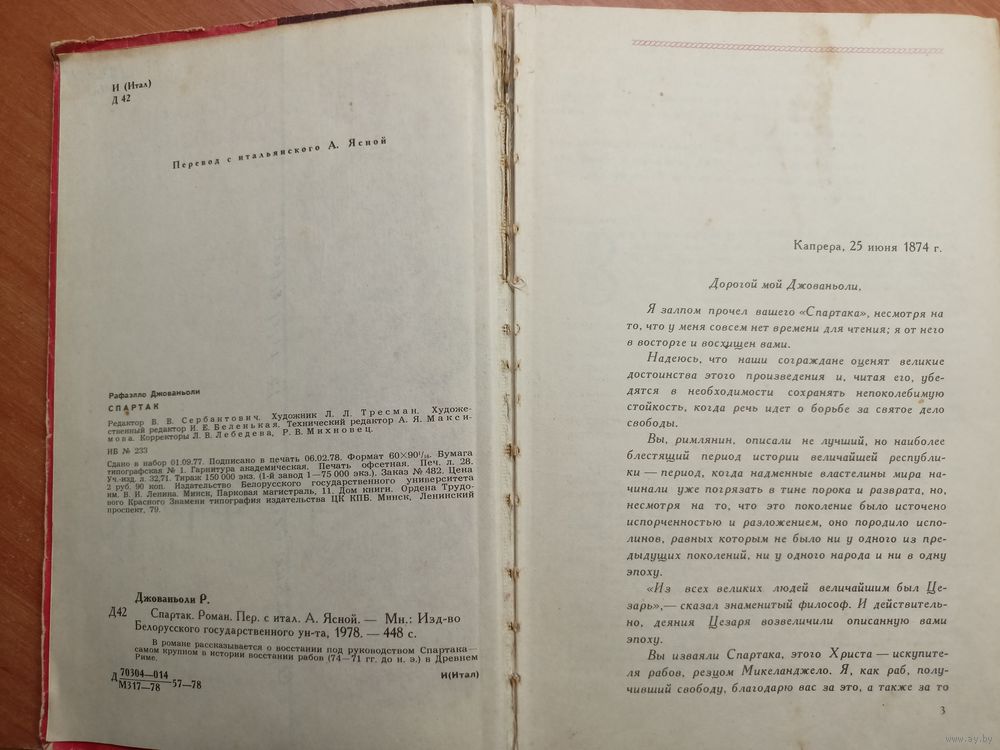 И (Итал)
Д 42
Перевод с итальянского А. Ясной
Рафаэлло Джованьоли
СПАРТАК
Редактор В. В. Сербантович. Художник Л. Л. Тресман. Художе-
ственный редактор И. Е. Беленькая. Технический редактор А. Я. Макси-
мова. Корректоры Л. В. Лебедева, Р. В. Михновец.
ИБ № 233
Сдано в набор 01.09.77. Подписано в печать 06.02.78. Формат 60×90¹/₁₆. Бумага
типографская № 1. Гарнитура академическая. Печать офсетная. Печ. л. 28.
Уч.-изд. л. 32,71. Тираж 150 000 экз. (1-й завод 1—75 000 экз.). Заказ № 482. Цена
2 руб. 90 коп. Издательство Белорусского государственного университета
им. В. И. Ленина. Минск, Парковая магистраль, 11. Дом книги. Ордена Трудо-
вого Красного Знамени типография издательства ЦК КПБ. Минск, Ленинский
проспект, 79.
Джованьоли Р.
Д42 Спартак. Роман. Пер. с итал. А. Ясной. — Мн.: Изд-во
Белорусского государственного ун-та, 1978. — 448 с.
В романе рассказывается о восстании под руководством Спартака—
самом крупном в истории восстании рабов (74—71 гг. до н. э.) в Древнем
Риме.
Д 70304—014
М317—78 57—78
И(Итал)
Капрера, 25 июня 1874 г.
Дорогой мой Джованьоли,
Я залпом прочел вашего «Спартака», несмотря на
то, что у меня совсем нет времени для чтения; я от него
в восторге и восхищен вами.
Надеюсь, что наши сограждане оценят великие
достоинства этого произведения и, читая его, убе-
дятся в необходимости сохранять непоколебимую
стойкость, когда речь идет о борьбе за святое дело
свободы.
Вы, римлянин, описали не лучший, но наиболее
блестящий период истории величайшей республи-
ки — период, когда надменные властелины мира на-
чинали уже погрязать в тине порока и разврата, но,
несмотря на то, что это поколение было источено
испорченностью и разложением, оно породило испо-
линов, равных которым не было ни у одного из пре-
дыдущих поколений, ни у одного народа и ни в одну
эпоху.
«Из всех великих людей величайшим был Це-
зарь»,— сказал знаменитый философ. И действитель-
но, деяния Цезаря возвеличили описанную вами
эпоху.
Вы изваяли Спартака, этого Христа — искупите-
ля рабов, резцом Микеланджело. Я, как раб, полу-
чивший свободу, благодарю вас за это, а также за то
3
www.ay.by